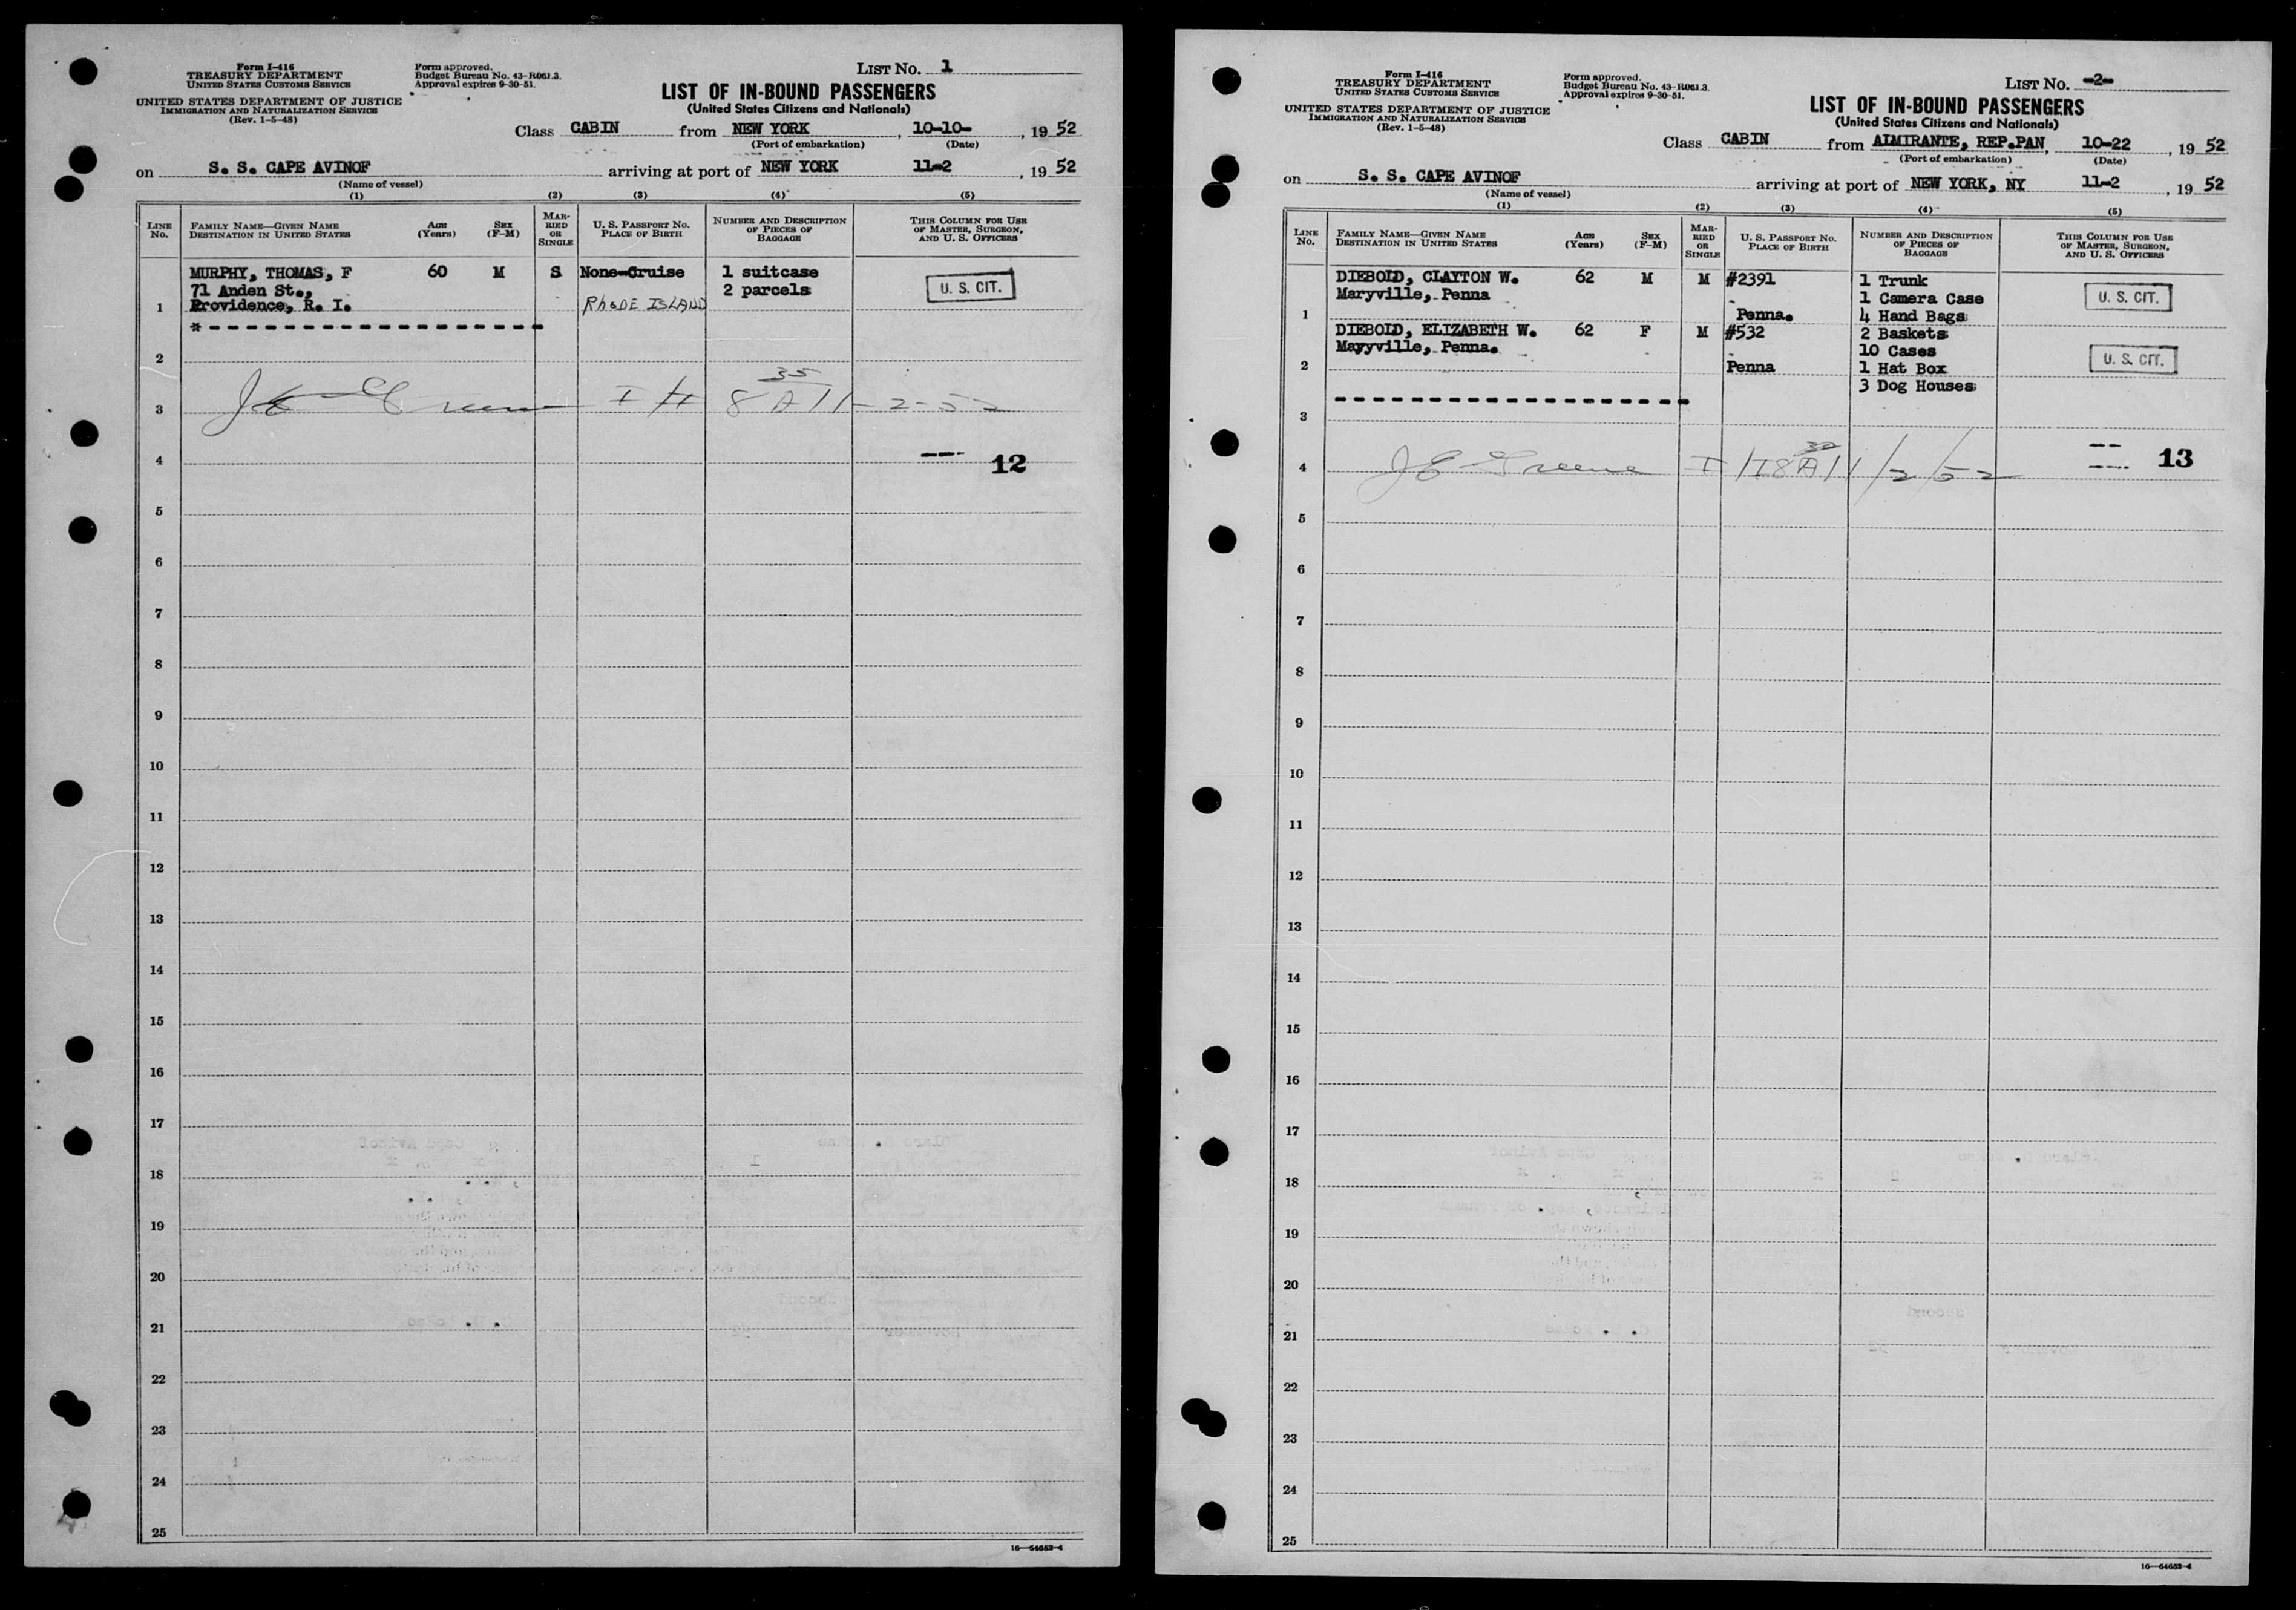 Form I-416
TREASURY DEPARTMENT
UNITED STATES CUSTOMS SERVICE
UNITED STATES DEPARTMENT OF JUSTICE
IMMIGRATION AND NATURALIZATION SERVICE
(Rev. 1-5-48)
Form approved.
Budget Bureau No. 43-R061.3.
Approval expires 9-30-51.
LIST No. 1
LIST OF IN-BOUND PASSENGERS
(United States Citizens and Nationals)
Class CABIN from NEW YORK, 10-10-, 1952
(Port of embarkation) (Date)
on S. S. CAPE AVINOF arriving at port of NEW YORK 11-2, 1952
(Name of vessel)
(1) (2) (3) (4) (5)
LINE No. FAMILY NAME—GIVEN NAME DESTINATION IN UNITED STATES AGE (Years) SEX (F-M) MARRIED OR SINGLE U. S. PASSPORT No. PLACE OF BIRTH NUMBER AND DESCRIPTION OF PIECES OF BAGGAGE THIS COLUMN FOR USE OF MASTER, SURGEON, AND U. S. OFFICERS
MURPHY, THOMAS, F 60 M S None-Cruise 1 suitcase U. S. CIT.
71 Anden St., 2 parcels
1 Providence, R. I. RHODE ISLAND
*
2
3 Greene I H 8 35 A 11-2-52
4 12
5
6
7
8
9
10
11
12
13
14
15
16
17
18
19
20
21
22
23
24
25
16—54653-4
Form I-416
TREASURY DEPARTMENT
UNITED STATES CUSTOMS SERVICE
UNITED STATES DEPARTMENT OF JUSTICE
IMMIGRATION AND NATURALIZATION SERVICE
(Rev. 1-5-48)
Form approved.
Budget Bureau No. 43-R061.3.
Approval expires 9-30-51.
LIST No. -2-
LIST OF IN-BOUND PASSENGERS
(United States Citizens and Nationals)
Class CABIN from ALMIRANTE, REP.PAN, 10-22, 1952
(Port of embarkation) (Date)
on S. S. CAPE AVINOF arriving at port of NEW YORK, NY 11-2, 1952
(Name of vessel)
(1) (2) (3) (4) (5)
LINE No. FAMILY NAME—GIVEN NAME DESTINATION IN UNITED STATES AGE (Years) SEX (F-M) MARRIED OR SINGLE U. S. PASSPORT No. PLACE OF BIRTH NUMBER AND DESCRIPTION OF PIECES OF BAGGAGE THIS COLUMN FOR USE OF MASTER, SURGEON, AND U. S. OFFICERS
DIEBOLD, CLAYTON W. 62 M M #2391 1 Trunk U. S. CIT.
Maryville, Penna 1 Camera Case
1 Penna. 4 Hand Bags
DIEBOLD, ELIZABETH W. 62 F M #532 2 Baskets
Mayyville, Penna. 10 Cases U. S. CIT.
2 Penna 1 Hat Box
3 Dog Houses
3
4 J E Greene 11/2/52 13
5
6
7
8
9
10
11
12
13
14
15
16
17
18
19
20
21
22
23
24
25
16—54653-4